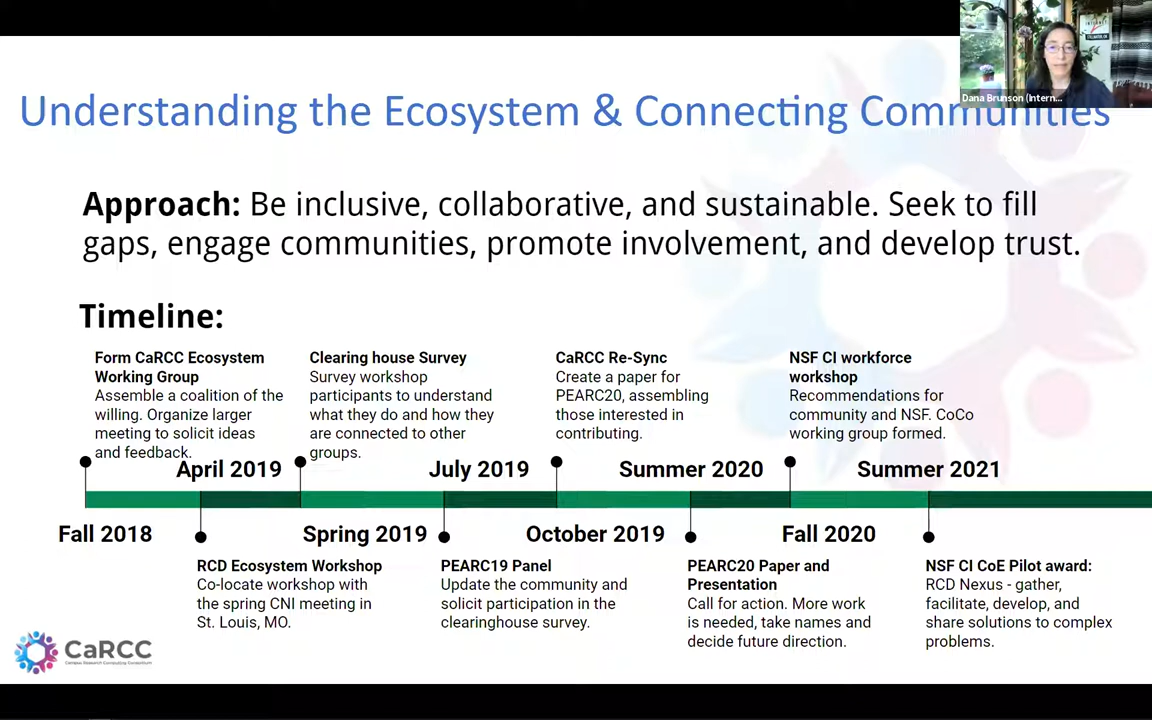 Dana Brunson (Intern...
Understanding the Ecosystem & Connecting Communities
Approach: Be inclusive, collaborative, and sustainable. Seek to fill
gaps, engage communities, promote involvement, and develop trust.
Timeline:
Form CaRCC Ecosystem
Working Group
Assemble a coalition of the
willing. Organize larger
meeting to solicit ideas
and feedback.
Clearing house Survey
Survey workshop
participants to understand
what they do and how they
are connected to other
groups.
CaRCC Re-Sync
Create a paper for
PEARC20, assembling
those interested in
contributing.
NSF CI workforce
workshop
Recommendations for
community and NSF. CoCo
working group formed.
April 2019
July 2019
Summer 2020
Summer 2021
Fall 2018
Spring 2019
October 2019
Fall 2020
RCD Ecosystem Workshop
Co-locate workshop with
the spring CNI meeting in
St. Louis, MO.
PEARC19 Panel
Update the community and
solicit participation in the
clearinghouse survey.
PEARC20 Paper and
Presentation
Call for action. More work
is needed, take names and
decide future direction.
NSF CI CoE Pilot award:
RCD Nexus - gather,
facilitate, develop, and
share solutions to complex
problems.
CaRCC
Campus Research Computing Consortium